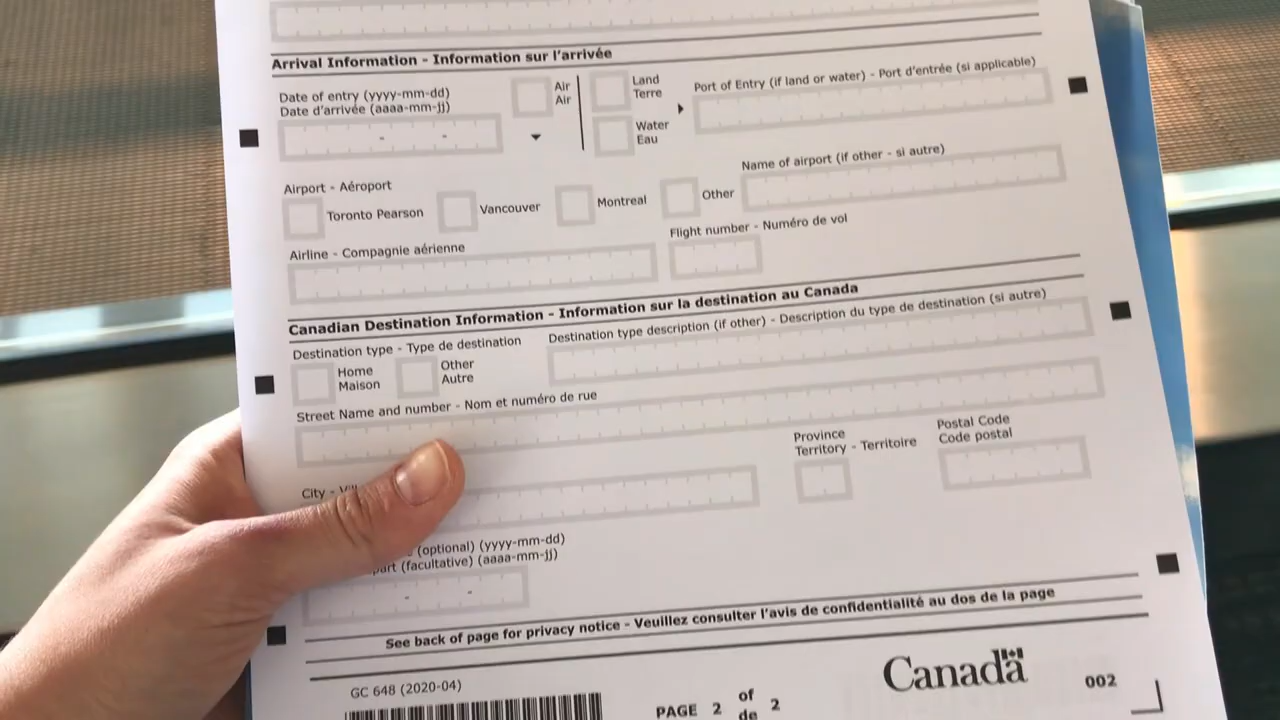 Arrival Information - Information sur l'arrivée
Date of entry (yyyy-mm-dd)
Date d'arrivée (aaaa-mm-jj)
Air
Air
Land
Terre
Water
Eau
Port of Entry (if land or water) - Port d'entrée (si applicable)
Airport - Aéroport
Toronto Pearson
Vancouver
Montreal
Other
Name of airport (if other - si autre)
Airline - Compagnie aérienne
Flight number - Numéro de vol
Canadian Destination Information - Information sur la destination au Canada
Destination type - Type de destination
Home
Maison
Other
Autre
Destination type description (if other) - Description du type de destination (si autre)
Street Name and number - Nom et numéro de rue
City -
Province
Territory - Territoire
Postal Code
Code postal
(optional) (yyyy-mm-dd)
(facultative) (aaaa-mm-jj)
See back of page for privacy notice - Veuillez consulter l'avis de confidentialité au dos de la page
GC 648 (2020-04)
PAGE 2 of 2
de
Canada
002